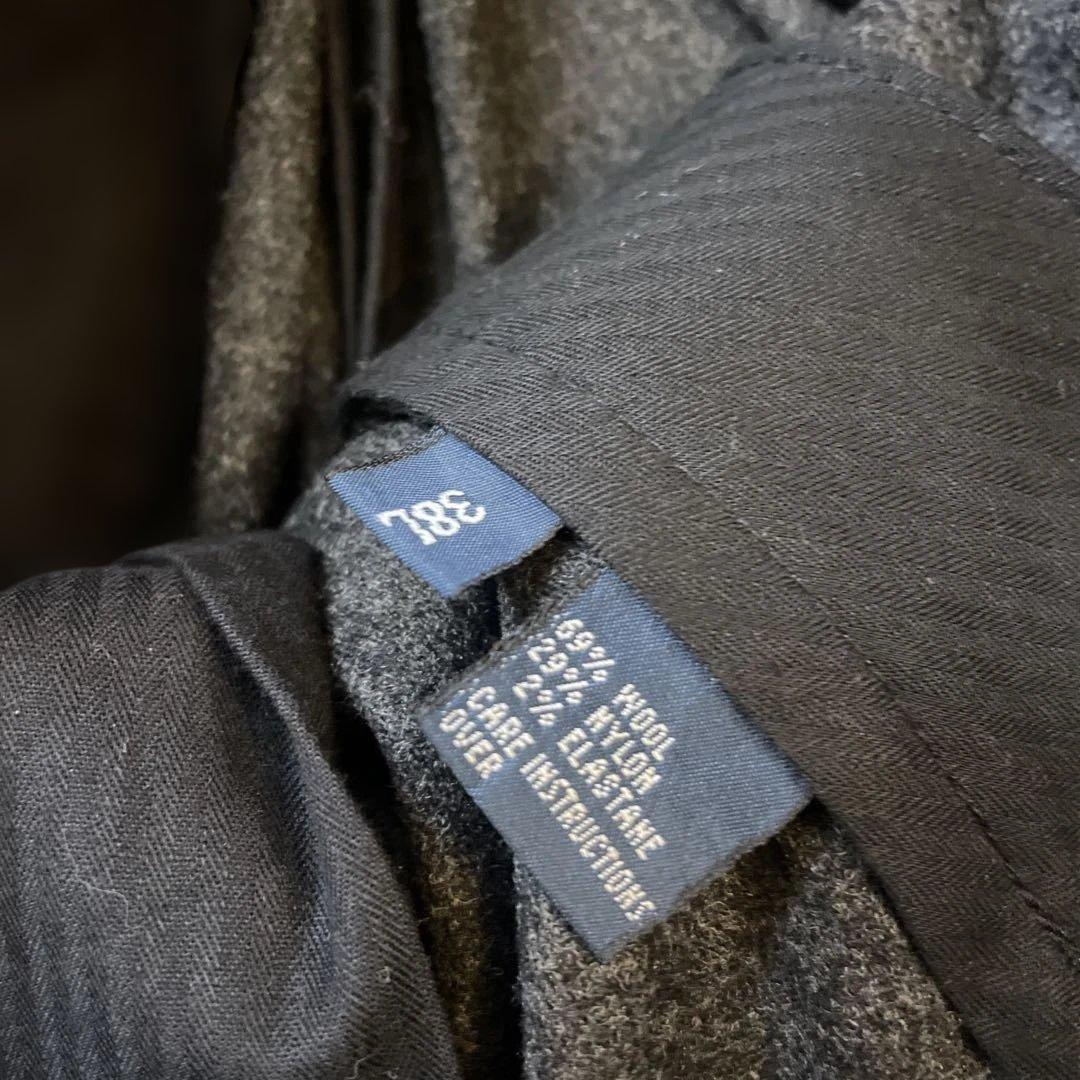 38L
69% WOOL
29% NYLON
2% ELASTANE
CARE INSTRUCTIONS
OVER